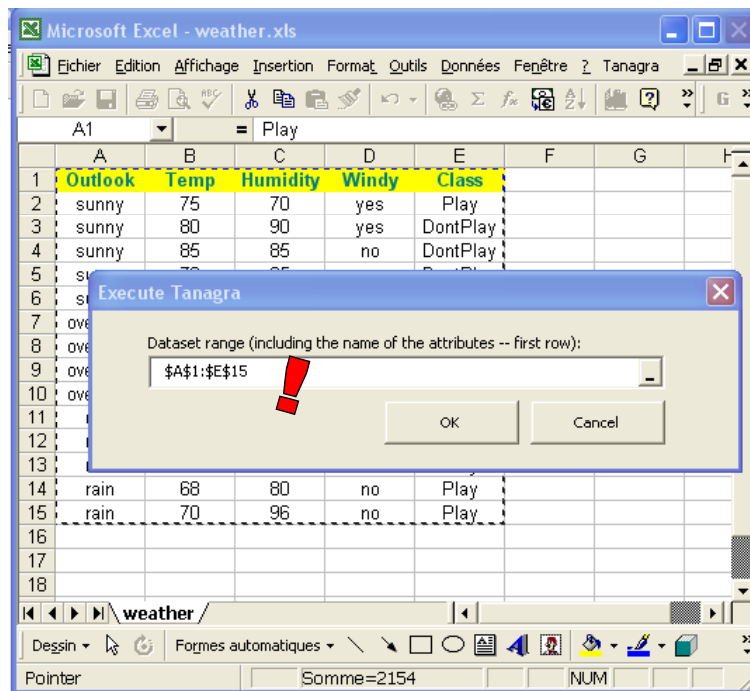 Microsoft Excel - weather.xls
Fichier Edition Affichage Insertion Format Outils Données Fenêtre ? Tanagra
A1 = Play
A B C D E F G
1 Outlook Temp Humidity Windy Class
2 sunny 75 70 yes Play
3 sunny 80 90 yes DontPlay
4 sunny 85 85 no DontPlay
5
6
7
8
9
10
11
12
13
Execute Tanagra
Dataset range (including the name of the attributes -- first row):
$A$1:$E$15
OK Cancel
14 rain 68 80 no Play
15 rain 70 96 no Play
16
17
18
weather
Dessin Formes automatiques
Pointer Somme=2154 NUM